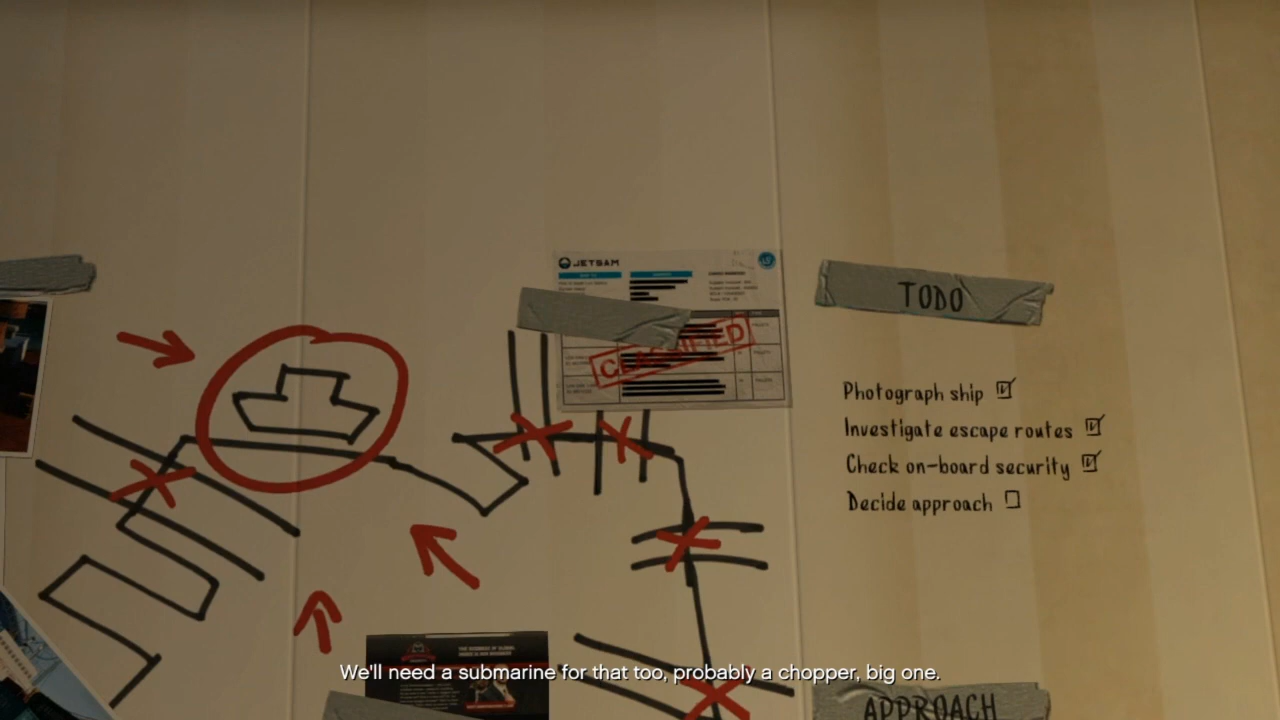 JETSAM
CLASSIFIED
TODO
Photograph ship
Investigate escape routes
Check on-board security
Decide approach
We'll need a submarine for that too, probably a chopper, big one.
APPROACH